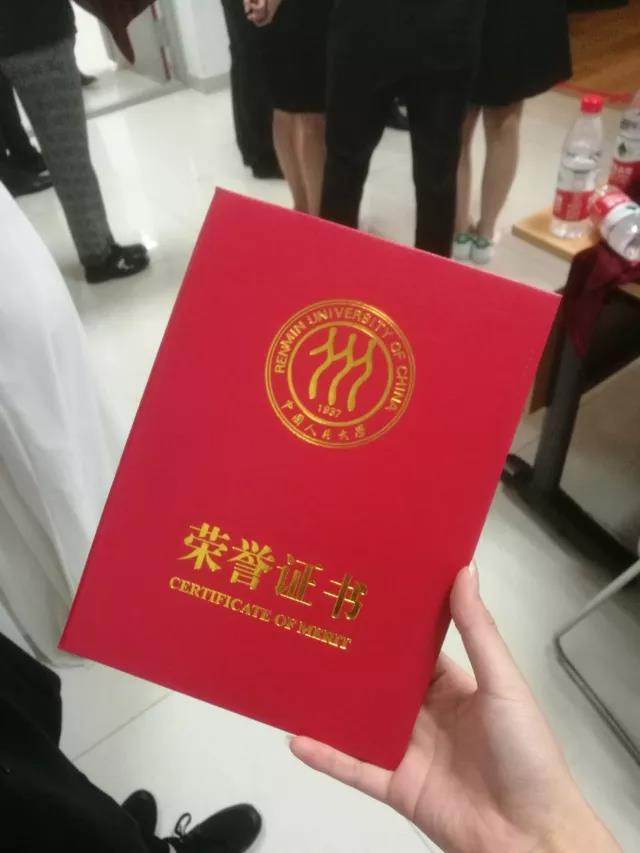 RENMIN UNIVERSITY OF CHINA
1937
中国人民大学
荣誉证书
CERTIFICATE OF MERIT